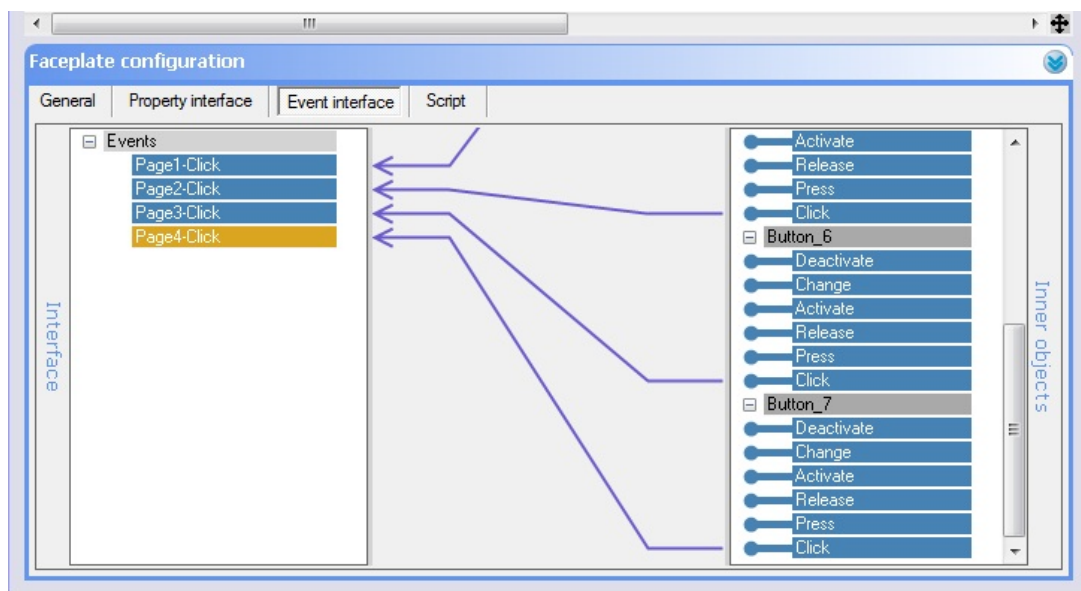 Faceplate configuration
General
Property interface
Event interface
Script
Interface
Events
Page1-Click
Page2-Click
Page3-Click
Page4-Click
Activate
Release
Press
Click
Button_6
Deactivate
Change
Activate
Release
Press
Click
Button_7
Deactivate
Change
Activate
Release
Press
Click
Inner objects